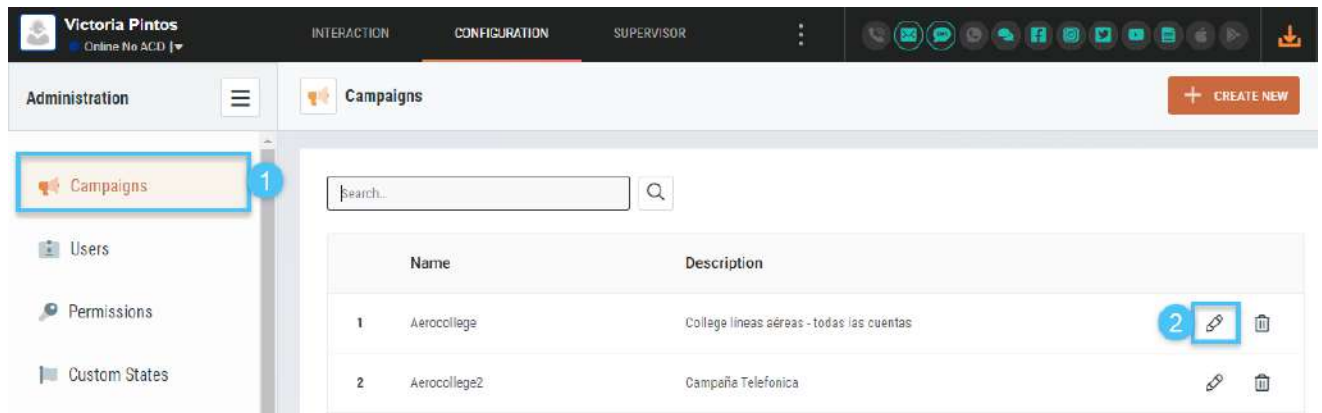 Victoria Pintos
Online No ACD |▾
INTERACTION
CONFIGURATION
SUPERVISOR
Administration
Campaigns
+ CREATE NEW
Campaigns
1
Users
Permissions
Custom States
Search...
Name
Description
1
Aerocollege
College líneas aéreas - todas las cuentas
2
2
Aerocollege2
Campaña Telefonica